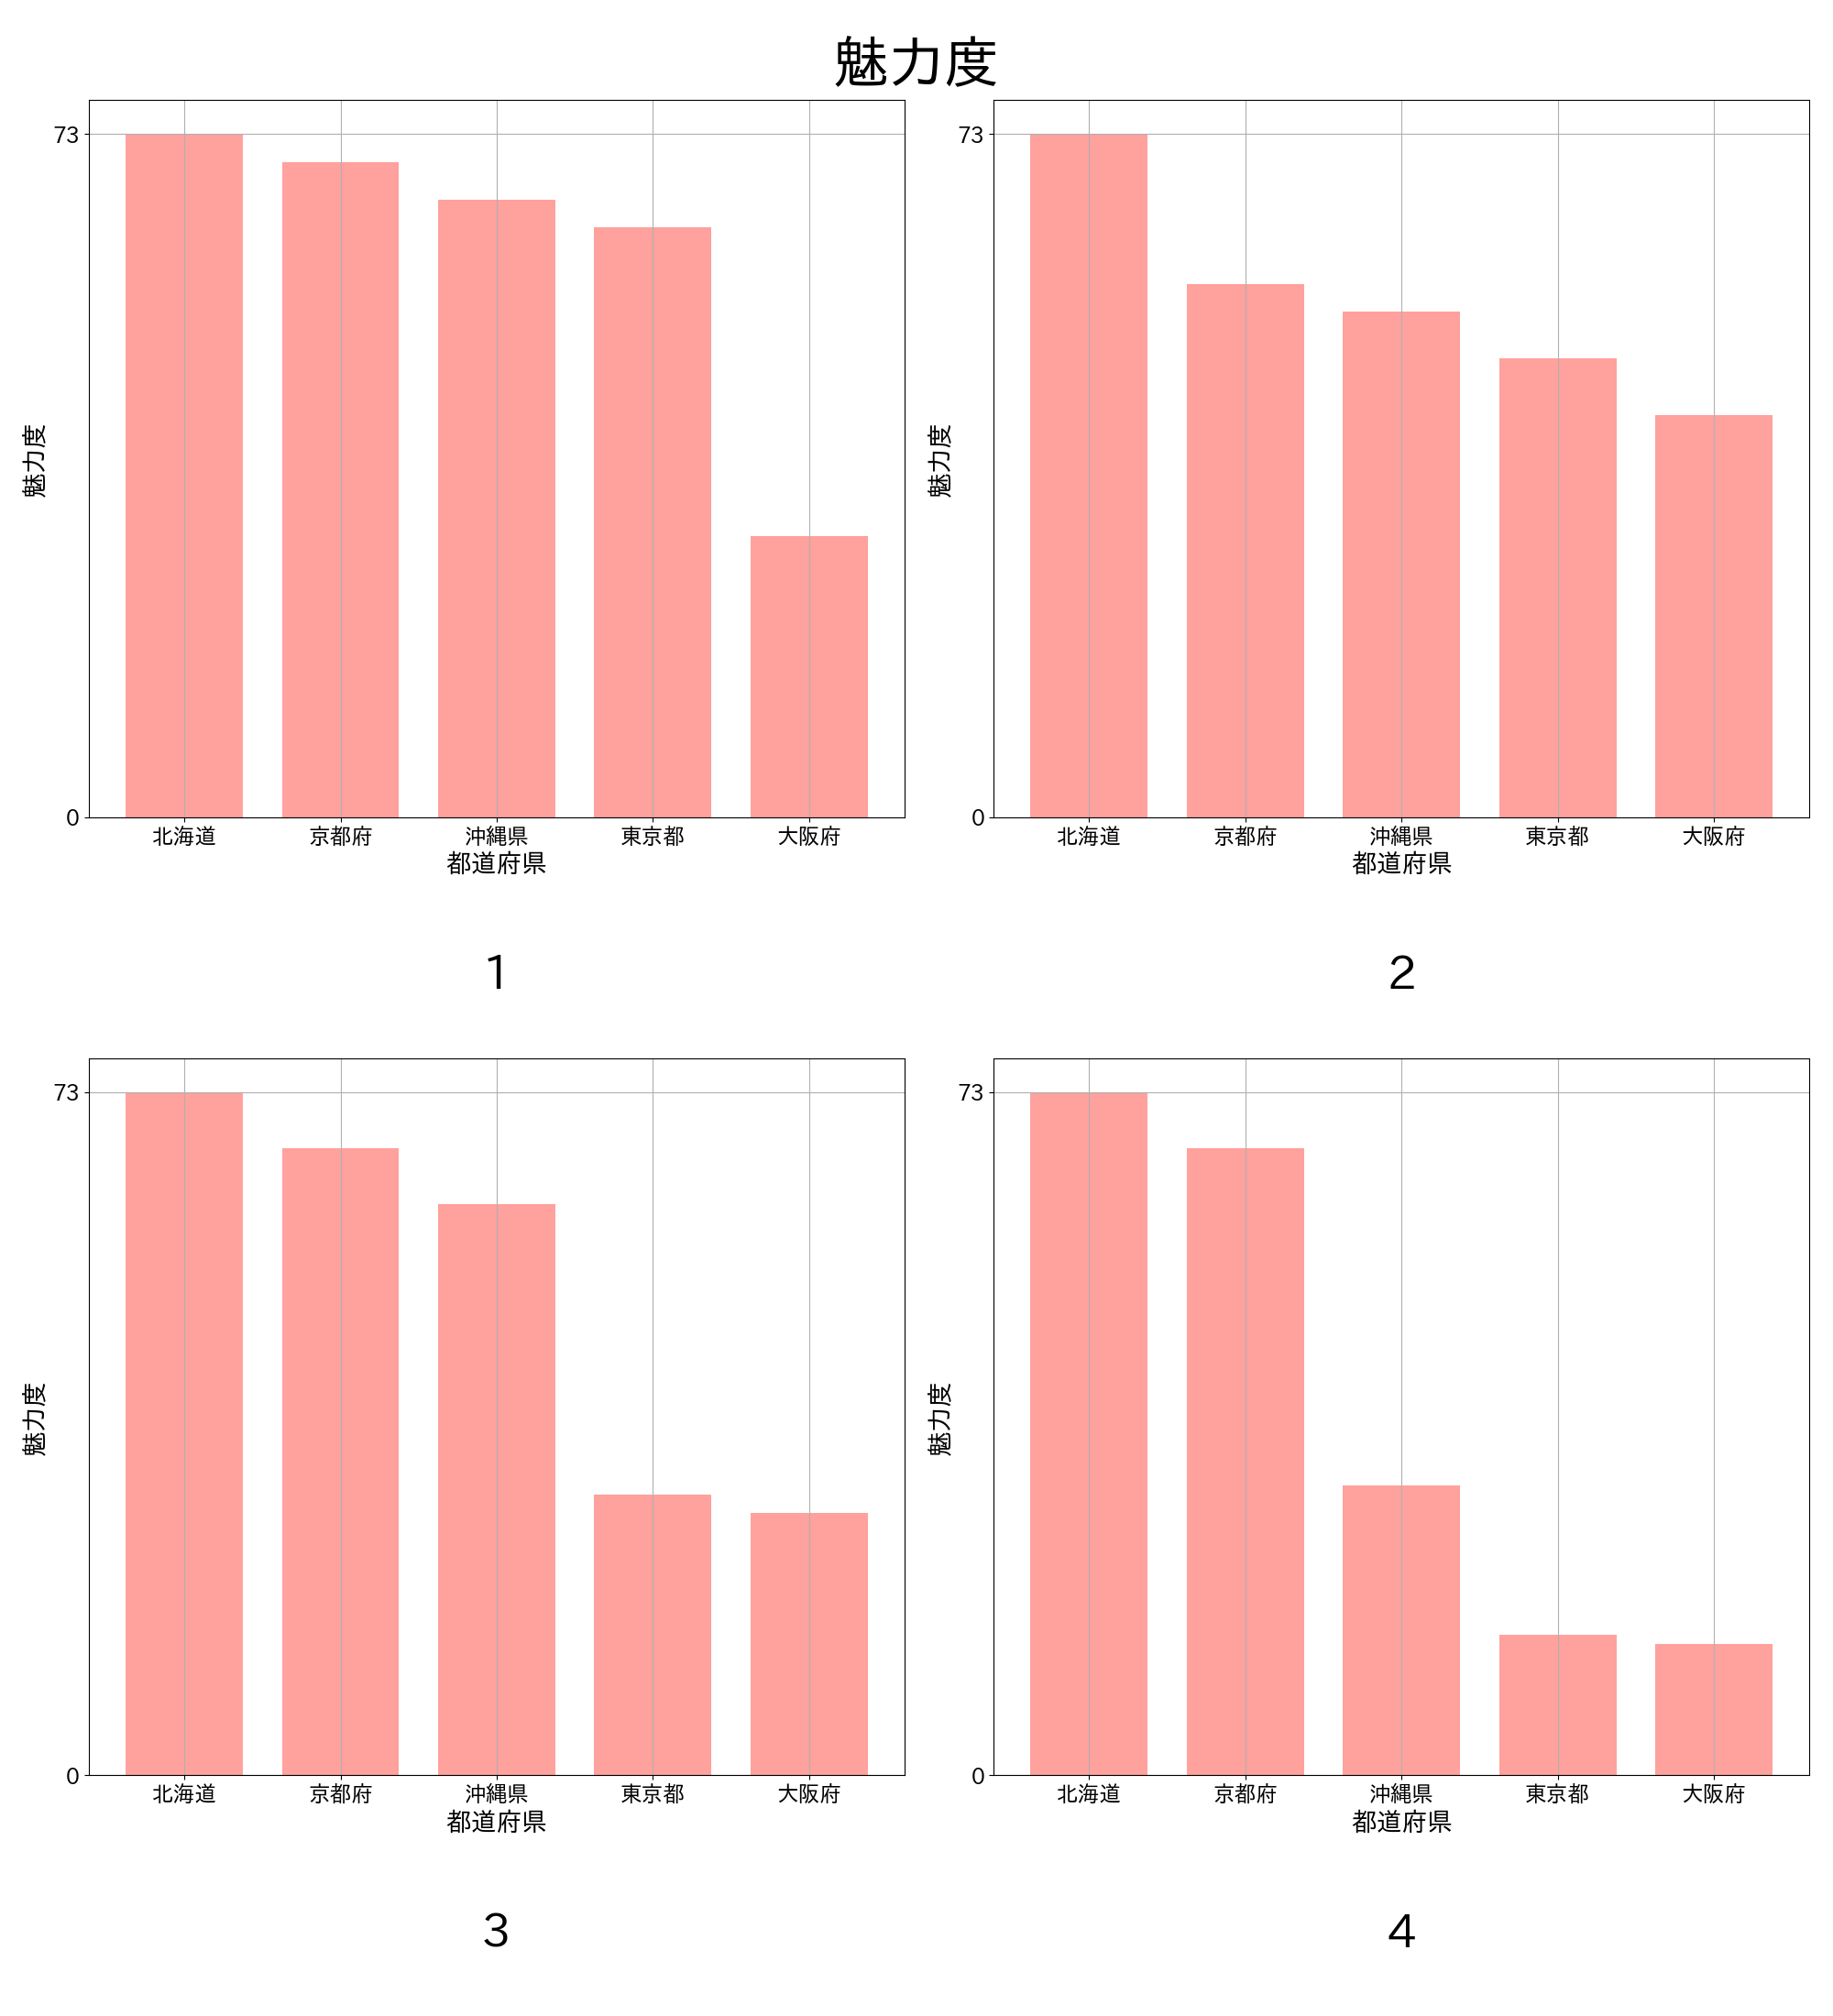 魅力度
73
0
魅力度
北海道 京都府 沖縄県 東京都 大阪府
都道府県
1
73
0
魅力度
北海道 京都府 沖縄県 東京都 大阪府
都道府県
2
73
0
魅力度
北海道 京都府 沖縄県 東京都 大阪府
都道府県
3
73
0
魅力度
北海道 京都府 沖縄県 東京都 大阪府
都道府県
4